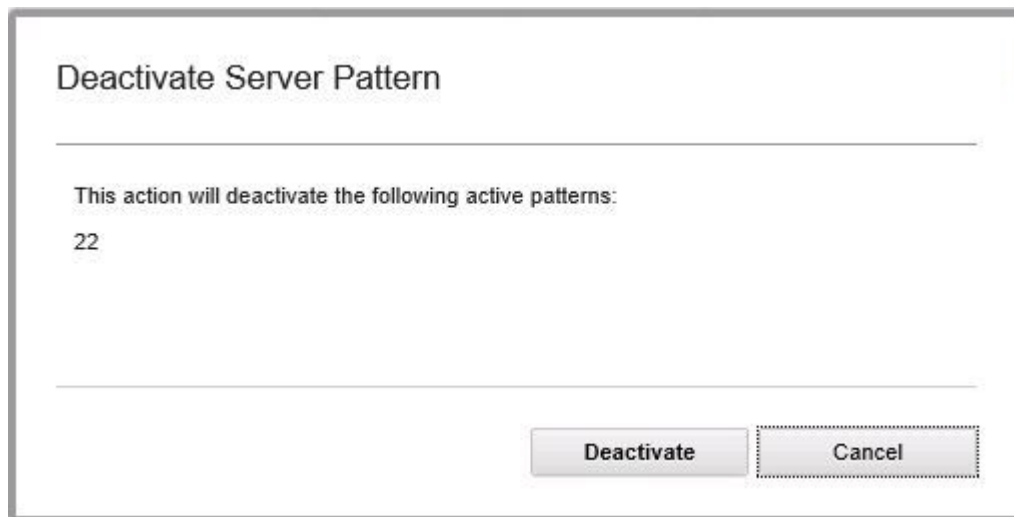 Deactivate Server Pattern
This action will deactivate the following active patterns:
22
Deactivate
Cancel